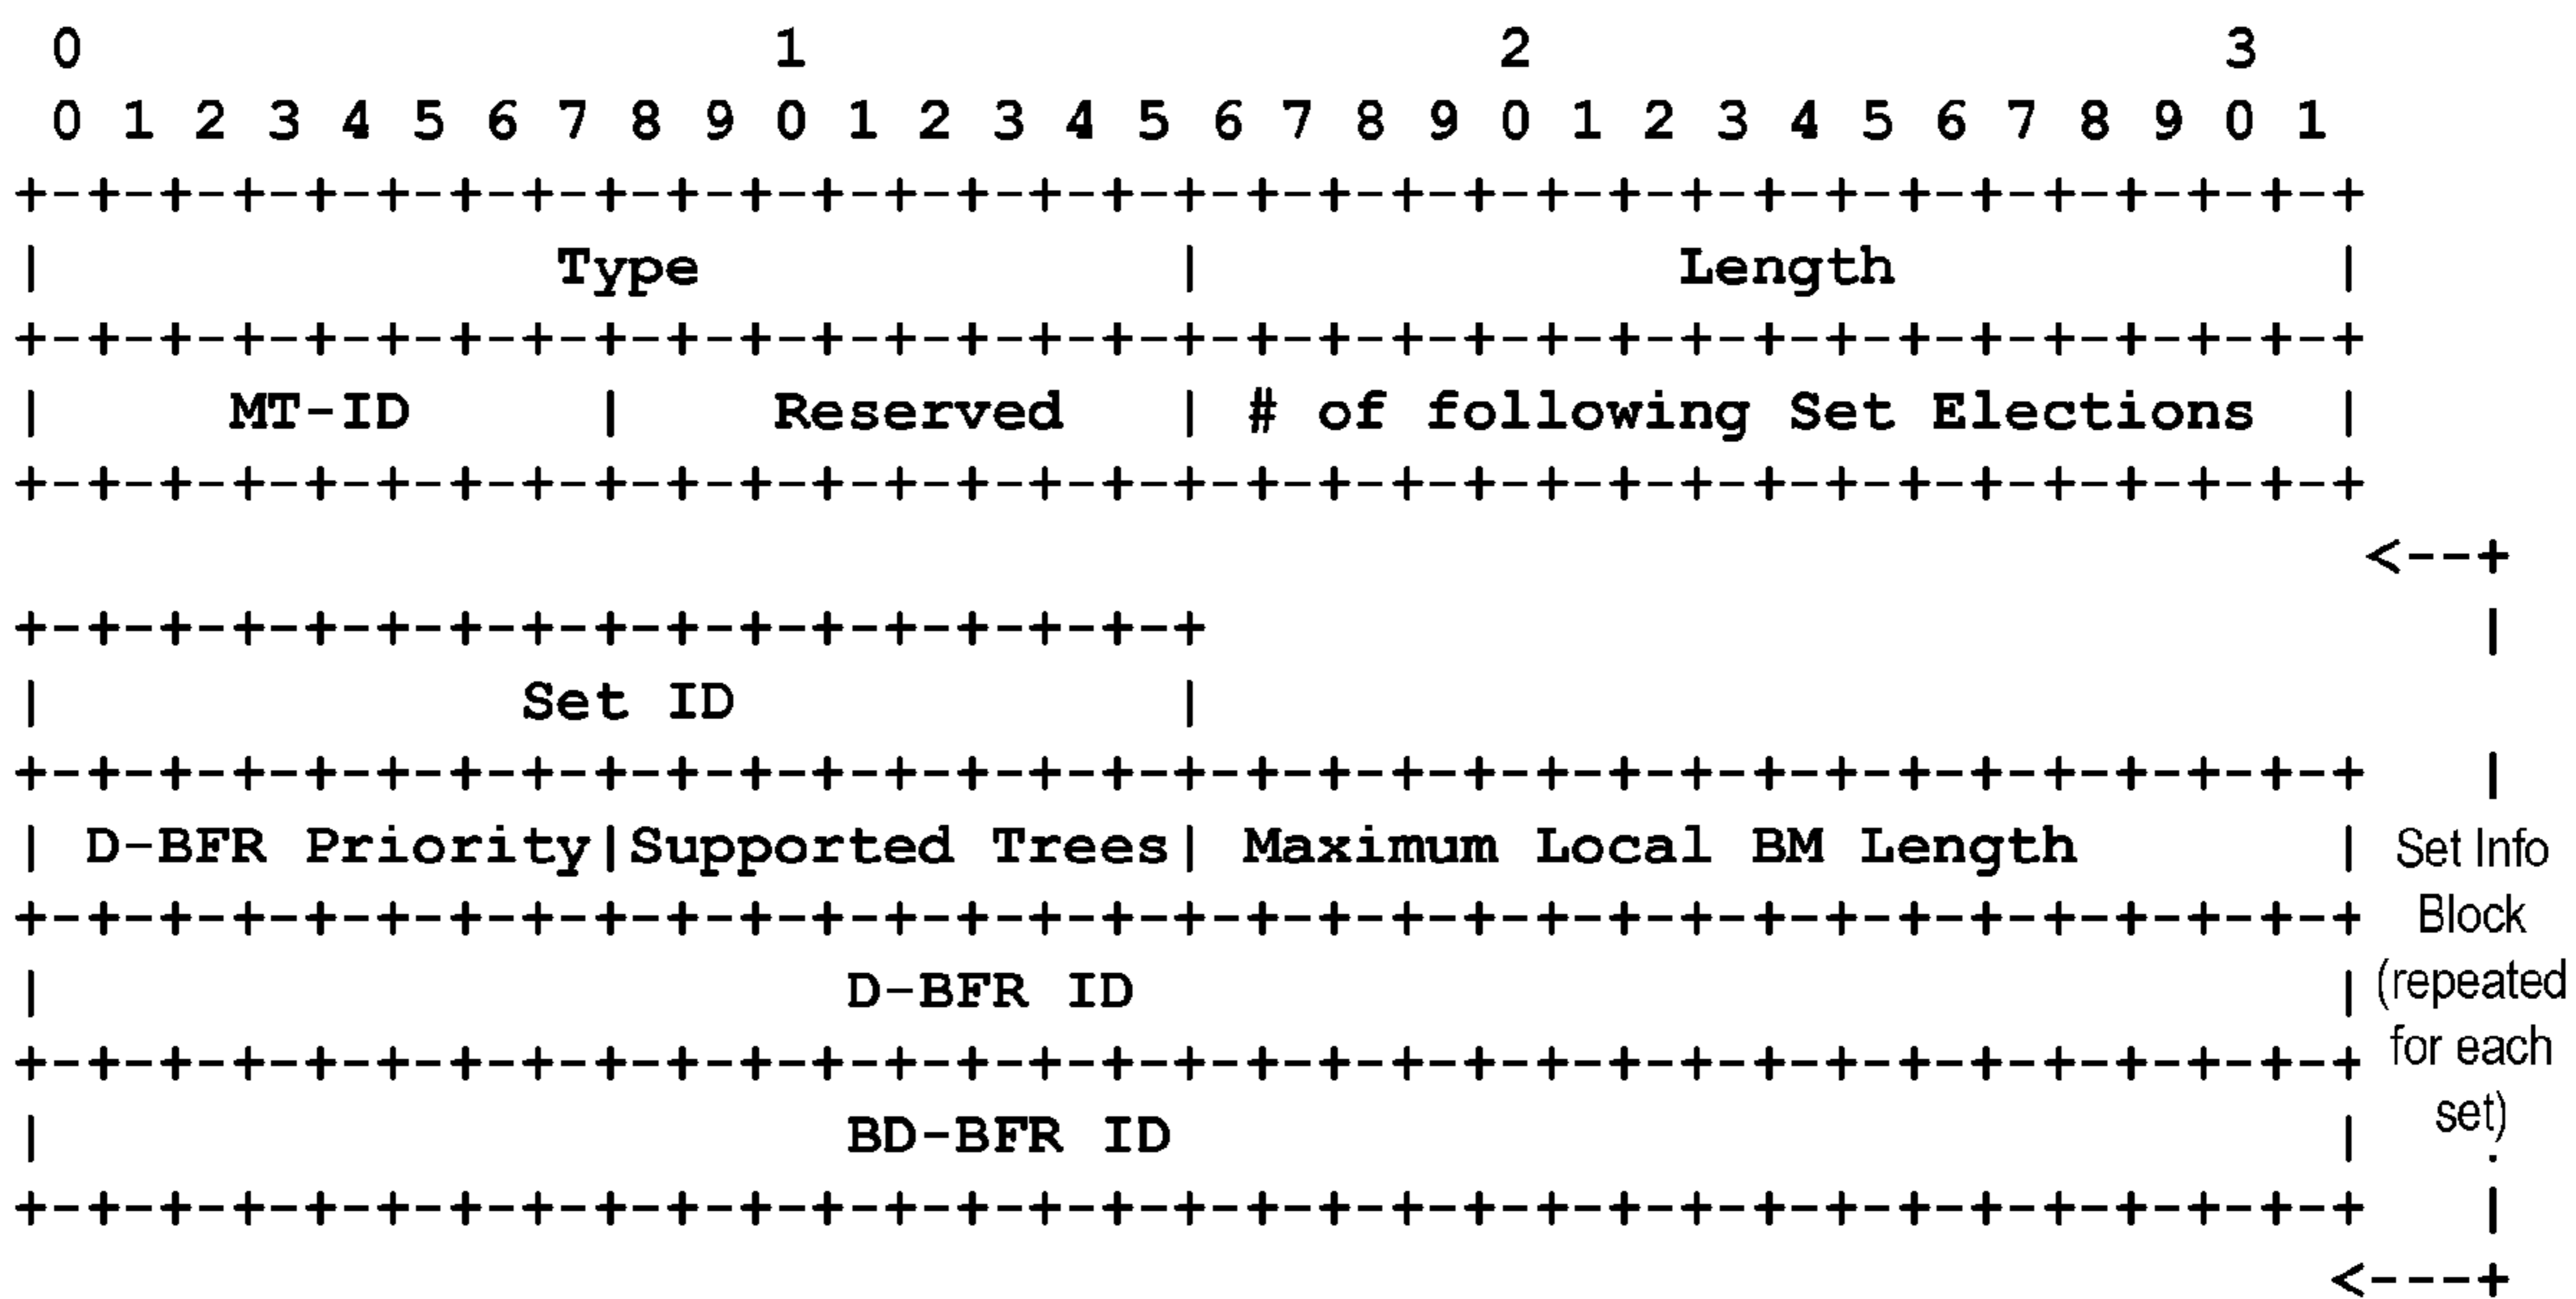 0 1 2 3
0 1 2 3 4 5 6 7 8 9 0 1 2 3 4 5 6 7 8 9 0 1 2 3 4 5 6 7 8 9 0 1
+-+-+-+-+-+-+-+-+-+-+-+-+-+-+-+-+-+-+-+-+-+-+-+-+-+-+-+-+-+-+-+-+
| Type | Length |
+-+-+-+-+-+-+-+-+-+-+-+-+-+-+-+-+-+-+-+-+-+-+-+-+-+-+-+-+-+-+-+-+
| MT-ID | Reserved | # of following Set Elections |
+-+-+-+-+-+-+-+-+-+-+-+-+-+-+-+-+-+-+-+-+-+-+-+-+-+-+-+-+-+-+-+-+
<--+
+-+-+-+-+-+-+-+-+-+-+-+-+-+-+-+-+ |
| Set ID |
+-+-+-+-+-+-+-+-+-+-+-+-+-+-+-+-+-+-+-+-+-+-+-+-+-+-+-+-+-+-+-+-+ |
| D-BFR Priority|Supported Trees| Maximum Local BM Length | Set Info
+-+-+-+-+-+-+-+-+-+-+-+-+-+-+-+-+-+-+-+-+-+-+-+-+-+-+-+-+-+-+-+-+ Block
| D-BFR ID | (repeated
+-+-+-+-+-+-+-+-+-+-+-+-+-+-+-+-+-+-+-+-+-+-+-+-+-+-+-+-+-+-+-+-+ for each
| BD-BFR ID | set)
+-+-+-+-+-+-+-+-+-+-+-+-+-+-+-+-+-+-+-+-+-+-+-+-+-+-+-+-+-+-+-+-+ |
<---+